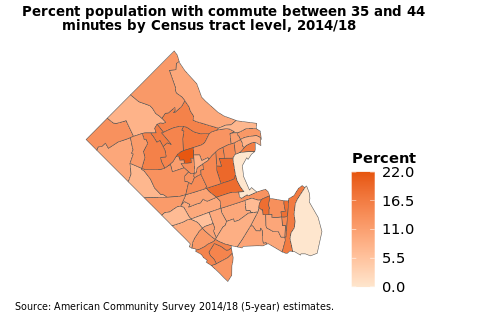 Percent population with commute between 35 and 44
minutes by Census tract level, 2014/18
Percent
22.0
16.5
11.0
5.5
0.0
Source: American Community Survey 2014/18 (5-year) estimates.